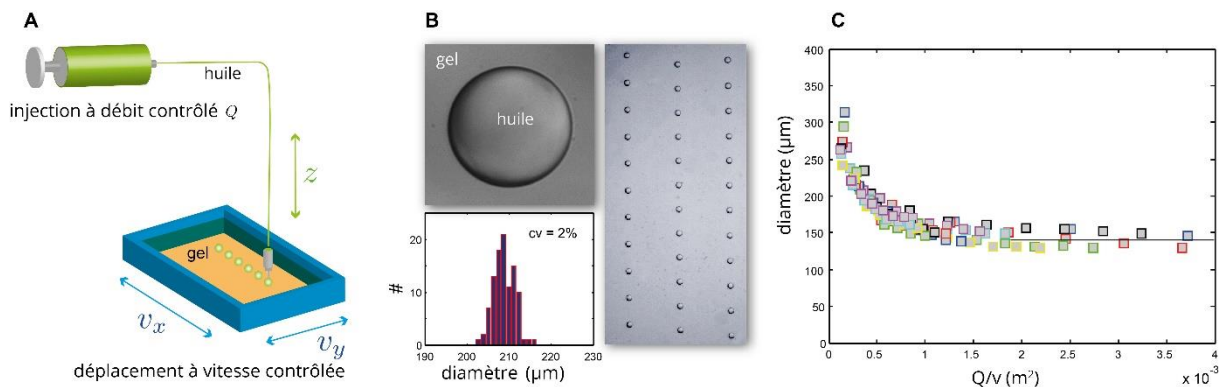 A
huile
injection à débit contrôlé Q
z
gel
v_x
v_y
déplacement à vitesse contrôlée
B
gel
huile
cv = 2%
#
20
10
0
190 200 210 220 230
diamètre (µm)
C
diamètre (µm)
400
350
300
250
200
150
100
50
0
0 0.5 1 1.5 2 2.5 3 3.5 4
x 10⁻³
Q/v (m²)